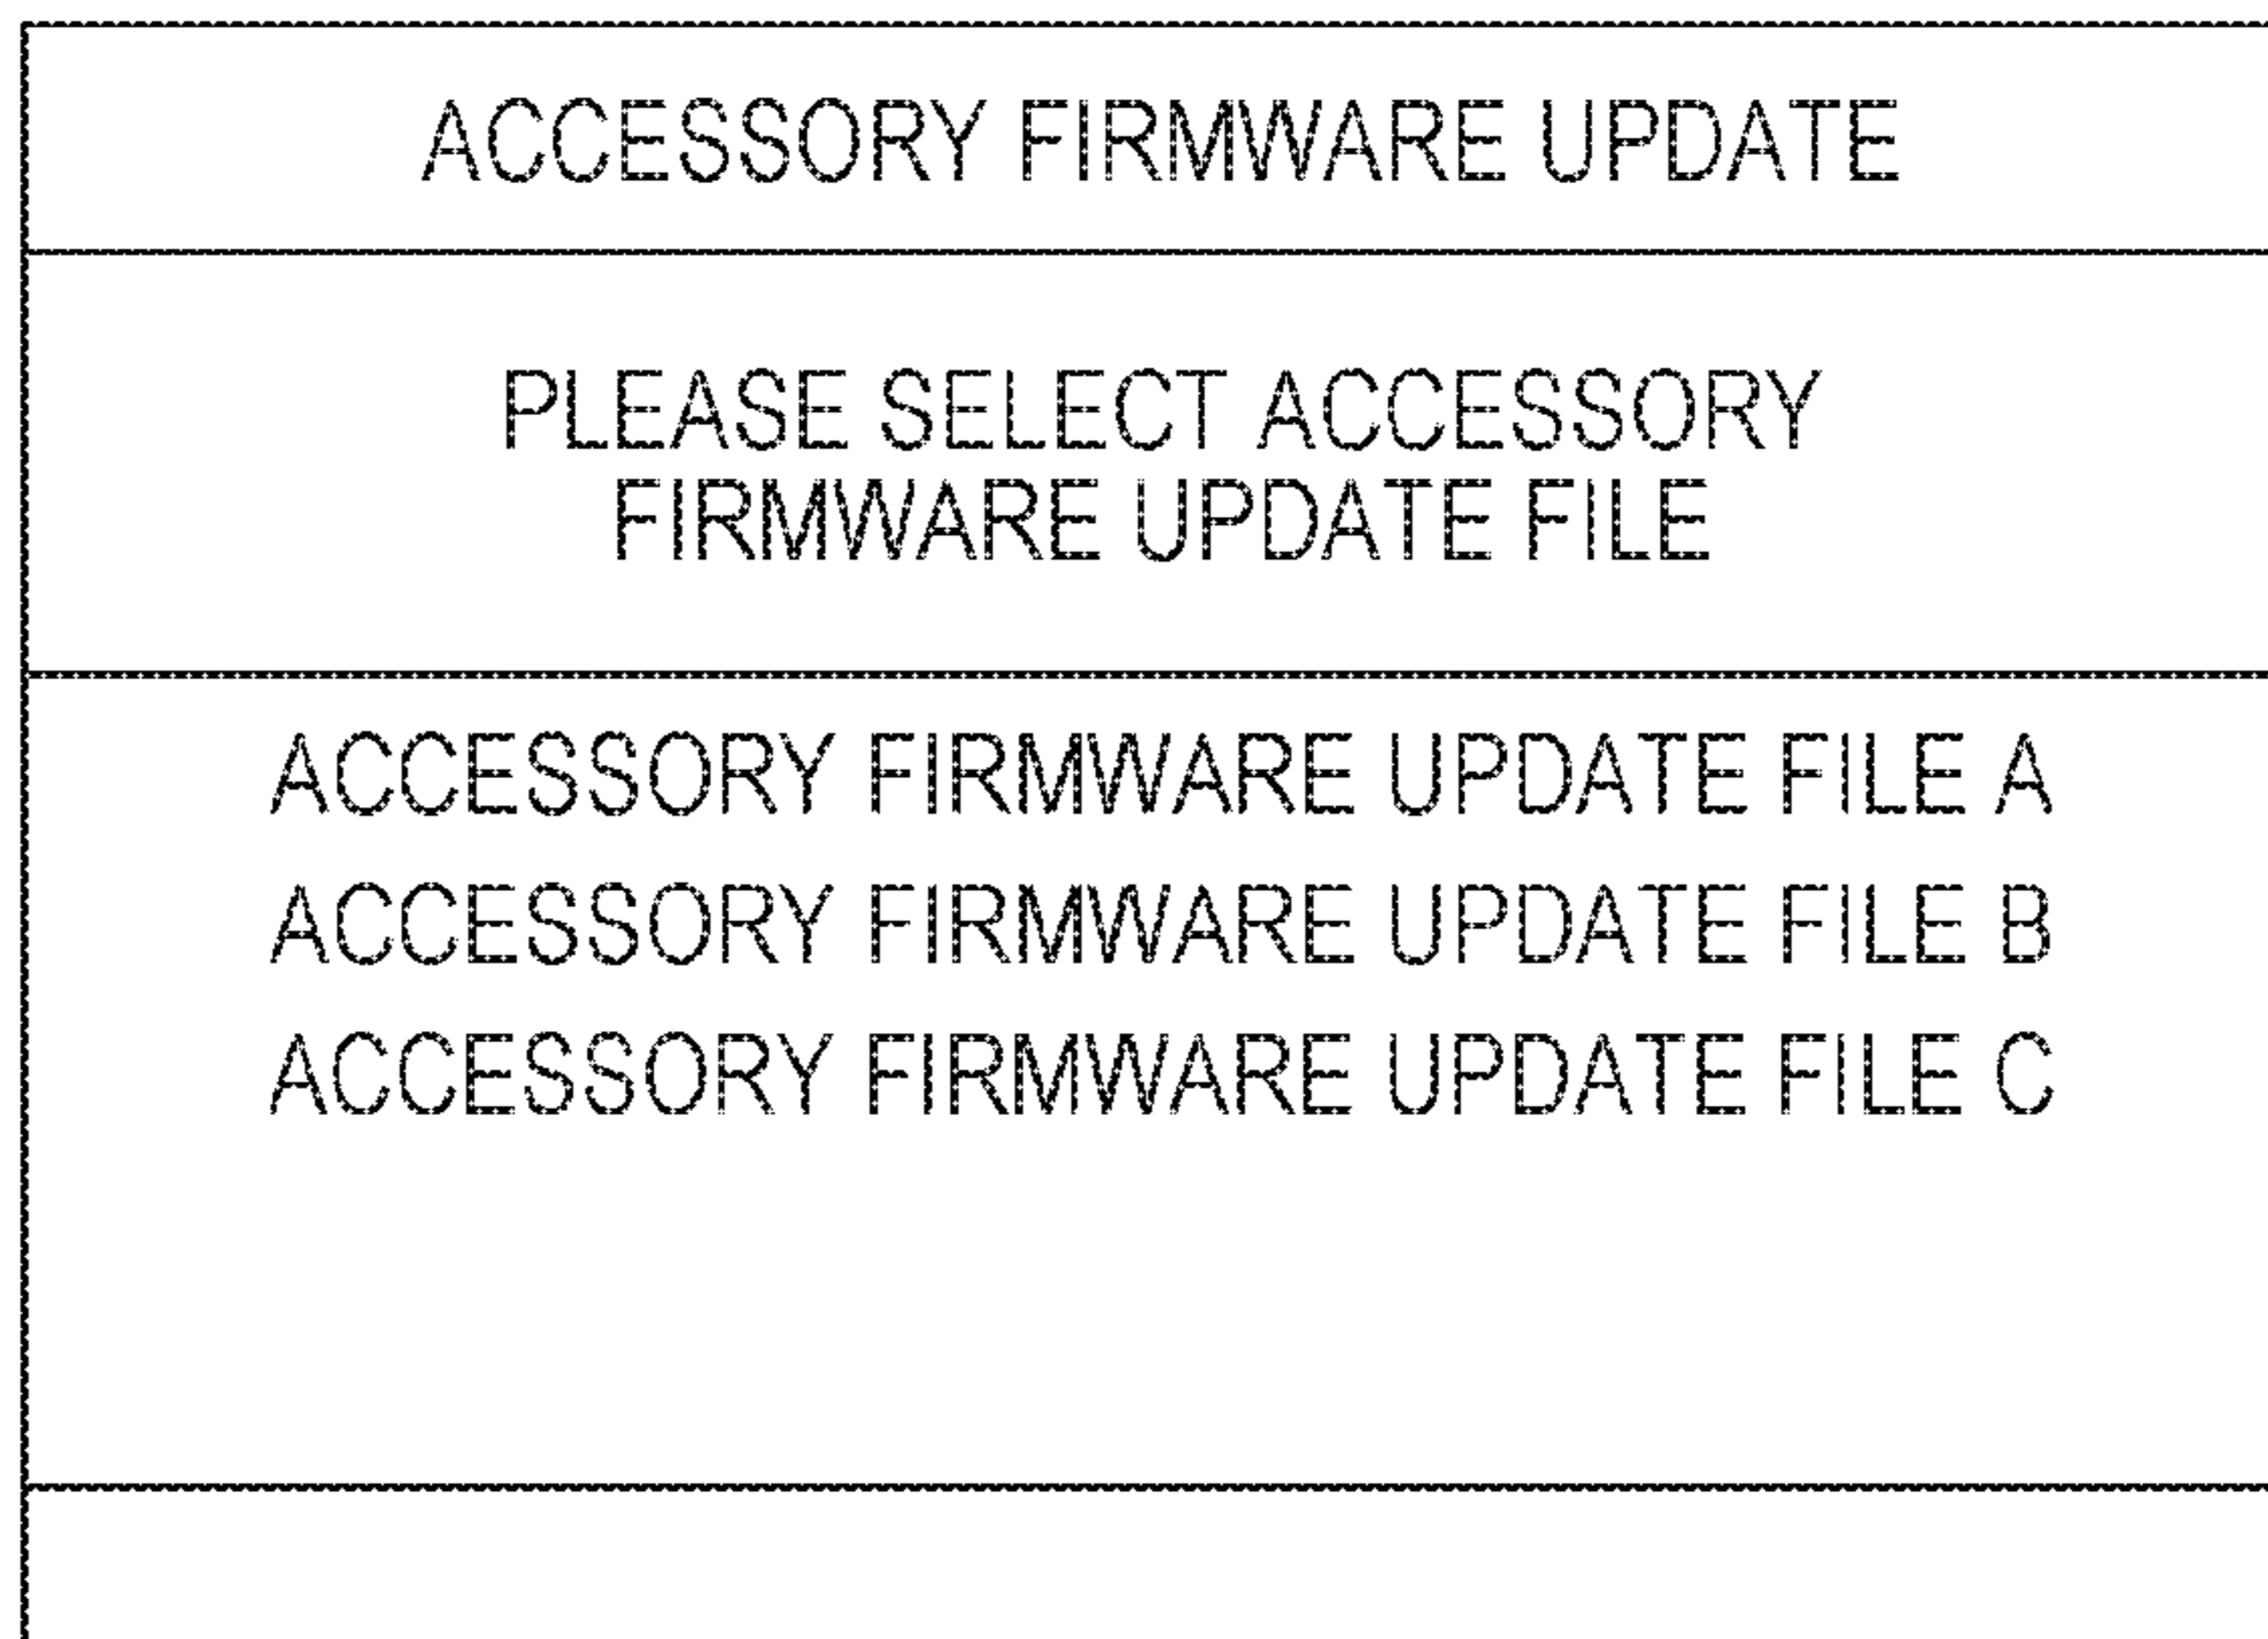 ACCESSORY FIRMWARE UPDATE
PLEASE SELECT ACCESSORY
FIRMWARE UPDATE FILE
ACCESSORY FIRMWARE UPDATE FILE A
ACCESSORY FIRMWARE UPDATE FILE B
ACCESSORY FIRMWARE UPDATE FILE C